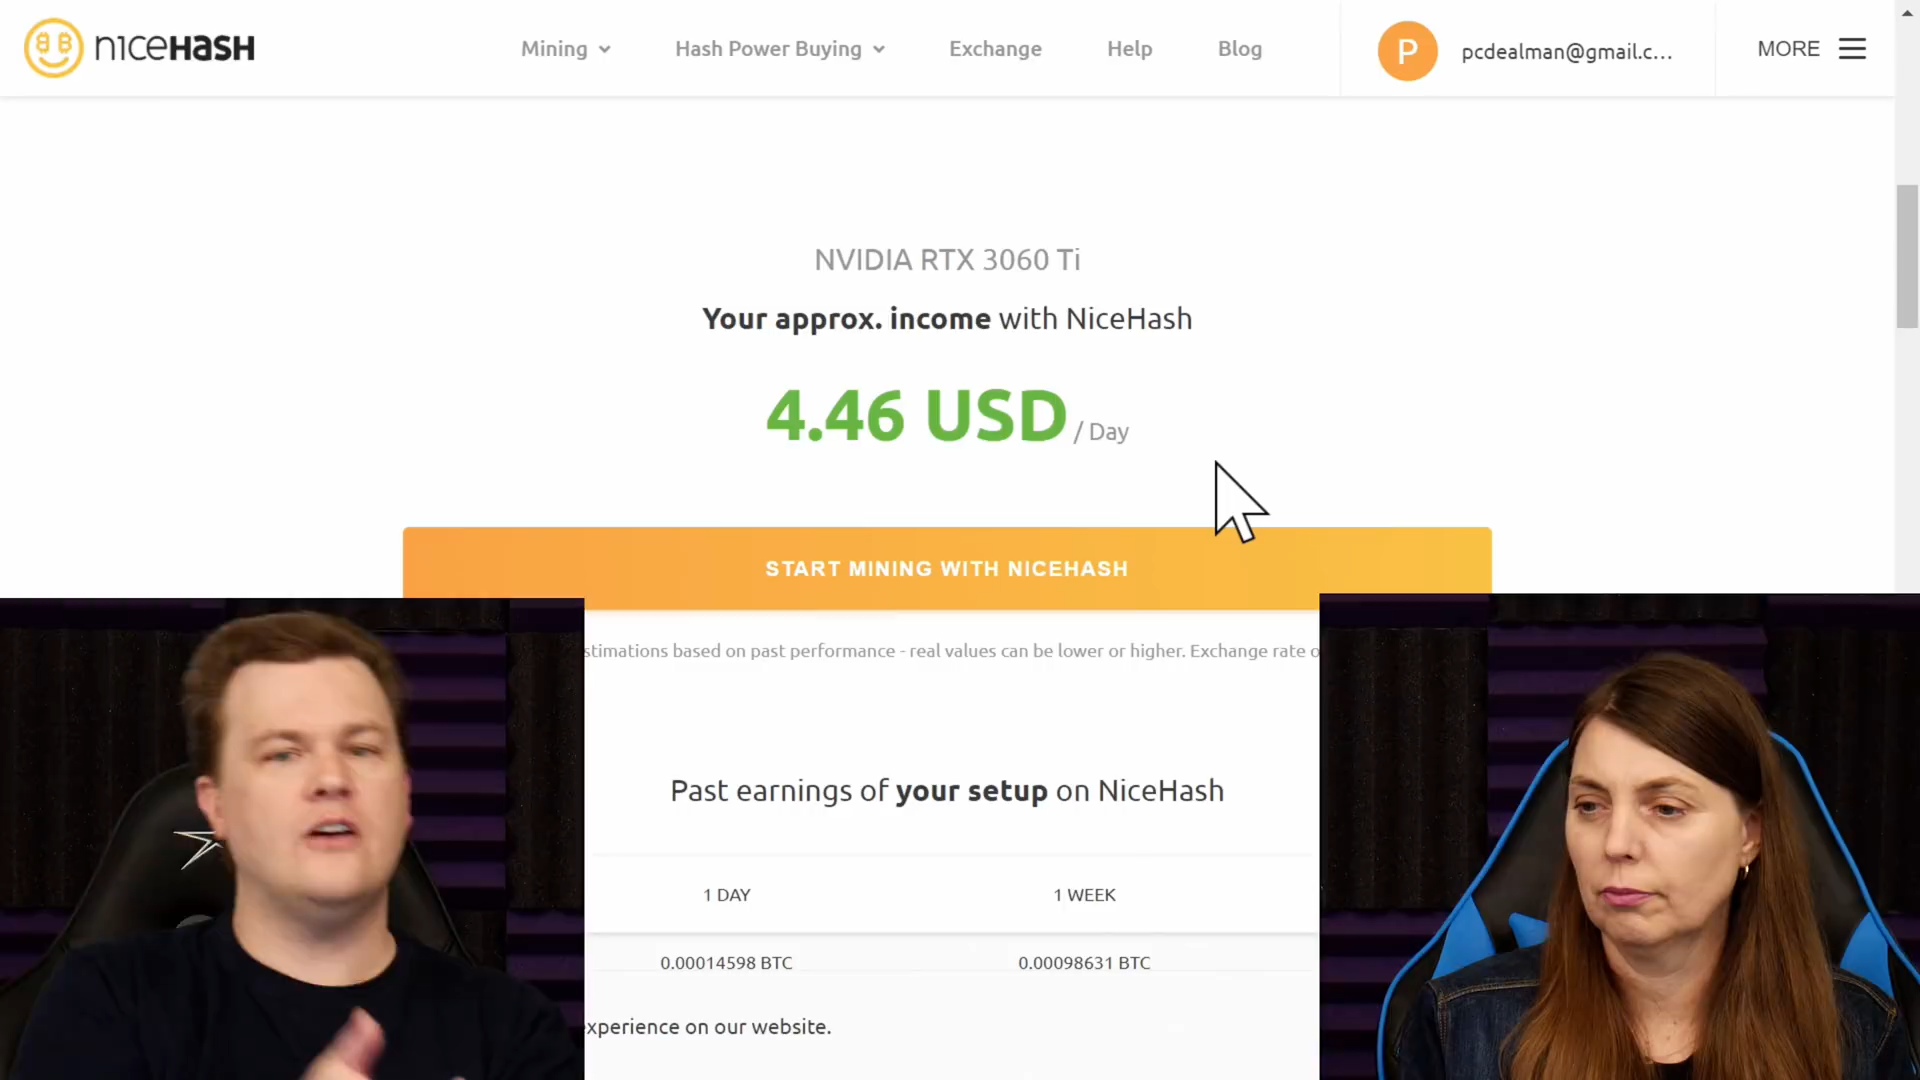 nıceHasH
Mining
Hash Power Buying
Exchange
Help
Blog
P
pcdealman@gmail.c...
MORE
NVIDIA RTX 3060 Ti
Your approx. income with NiceHash
4.46 USD / Day
START MINING WITH NICEHASH
stimations based on past performance - real values can be lower or higher. Exchange rate o
Past earnings of your setup on NiceHash
1 DAY
1 WEEK
0.00014598 BTC
0.00098631 BTC
xperience on our website.